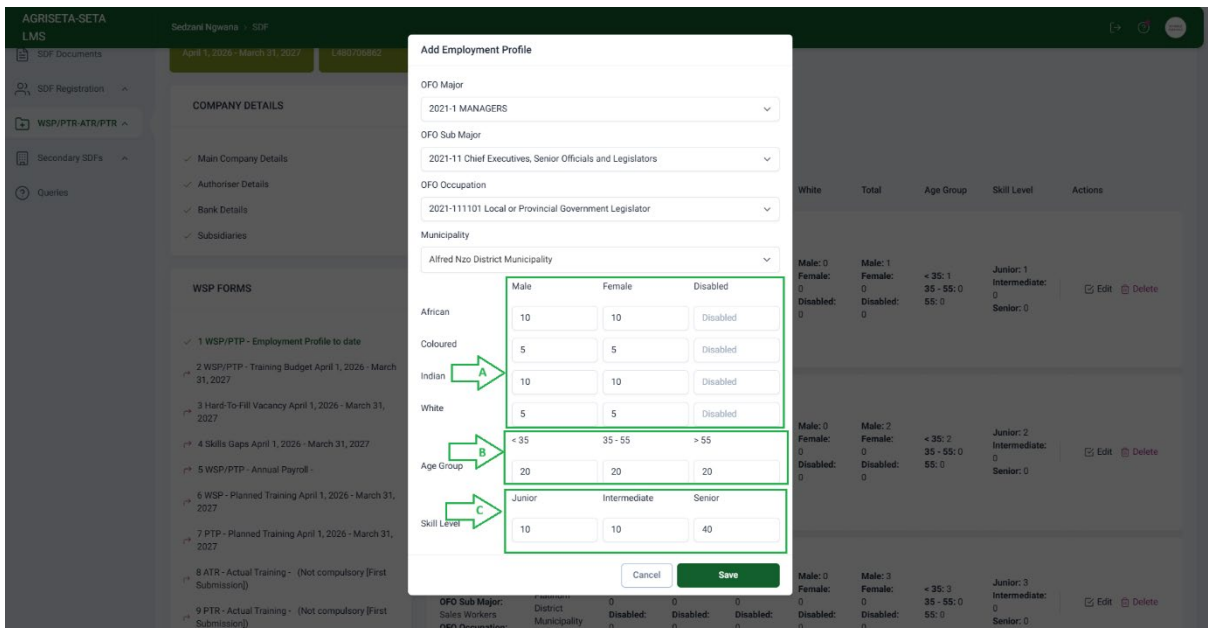 AGRISETA-SETA
LMS
Sedzani Ngwana > SDF
SDF Documents
SDF Registration
WSP/PTR-ATR/PTR
Secondary SDFs
Queries
April 1, 2026 - March 31, 2027
L480706862
COMPANY DETAILS
Main Company Details
Authoriser Details
Bank Details
Subsidiaries
WSP FORMS
1 WSP/PTP - Employment Profile to date
2 WSP/PTP - Training Budget April 1, 2026 - March
31, 2027
3 Hard-To-Fill Vacancy April 1, 2026 - March 31,
2027
4 Skills Gaps April 1, 2026 - March 31, 2027
5 WSP/PTP - Annual Payroll -
6 WSP - Planned Training April 1, 2026 - March 31,
2027
7 PTP - Planned Training April 1, 2026 - March 31,
2027
8 ATR - Actual Training - (Not compulsory [First
Submission])
9 PTR - Actual Training - (Not compulsory [First
Submission])
Add Employment Profile
OFO Major
2021-1 MANAGERS
OFO Sub Major
2021-11 Chief Executives, Senior Officials and Legislators
OFO Occupation
2021-111101 Local or Provincial Government Legislator
Municipality
Alfred Nzo District Municipality
Male Female Disabled
African 10 10 Disabled
Coloured 5 5 Disabled
Indian 10 10 Disabled
A
White 5 5 Disabled
< 35 35 - 55 > 55
B
Age Group 20 20 20
Junior Intermediate Senior
C
Skill Level 10 10 40
Cancel Save
White Total Age Group Skill Level Actions
Male: 0 Male: 1
Female: Female: < 35: 1 Junior: 1
0 0 35 - 55: 0 Intermediate: Edit Delete
Disabled: Disabled: 55: 0 0
0 0 Senior: 0
Male: 0 Male: 2
Female: Female: < 35: 2 Junior: 2
0 0 35 - 55: 0 Intermediate: Edit Delete
Disabled: Disabled: 55: 0 0
0 0 Senior: 0
Male: 0 Male: 3
Female: Female: < 35: 3 Junior: 3
0 0 35 - 55: 0 Intermediate: Edit Delete
Disabled: Disabled: 55: 0 0
0 0 Senior: 0
OFO Sub Major:
Sales Workers
District
Municipality
0 0 0
Disabled: Disabled: Disabled: